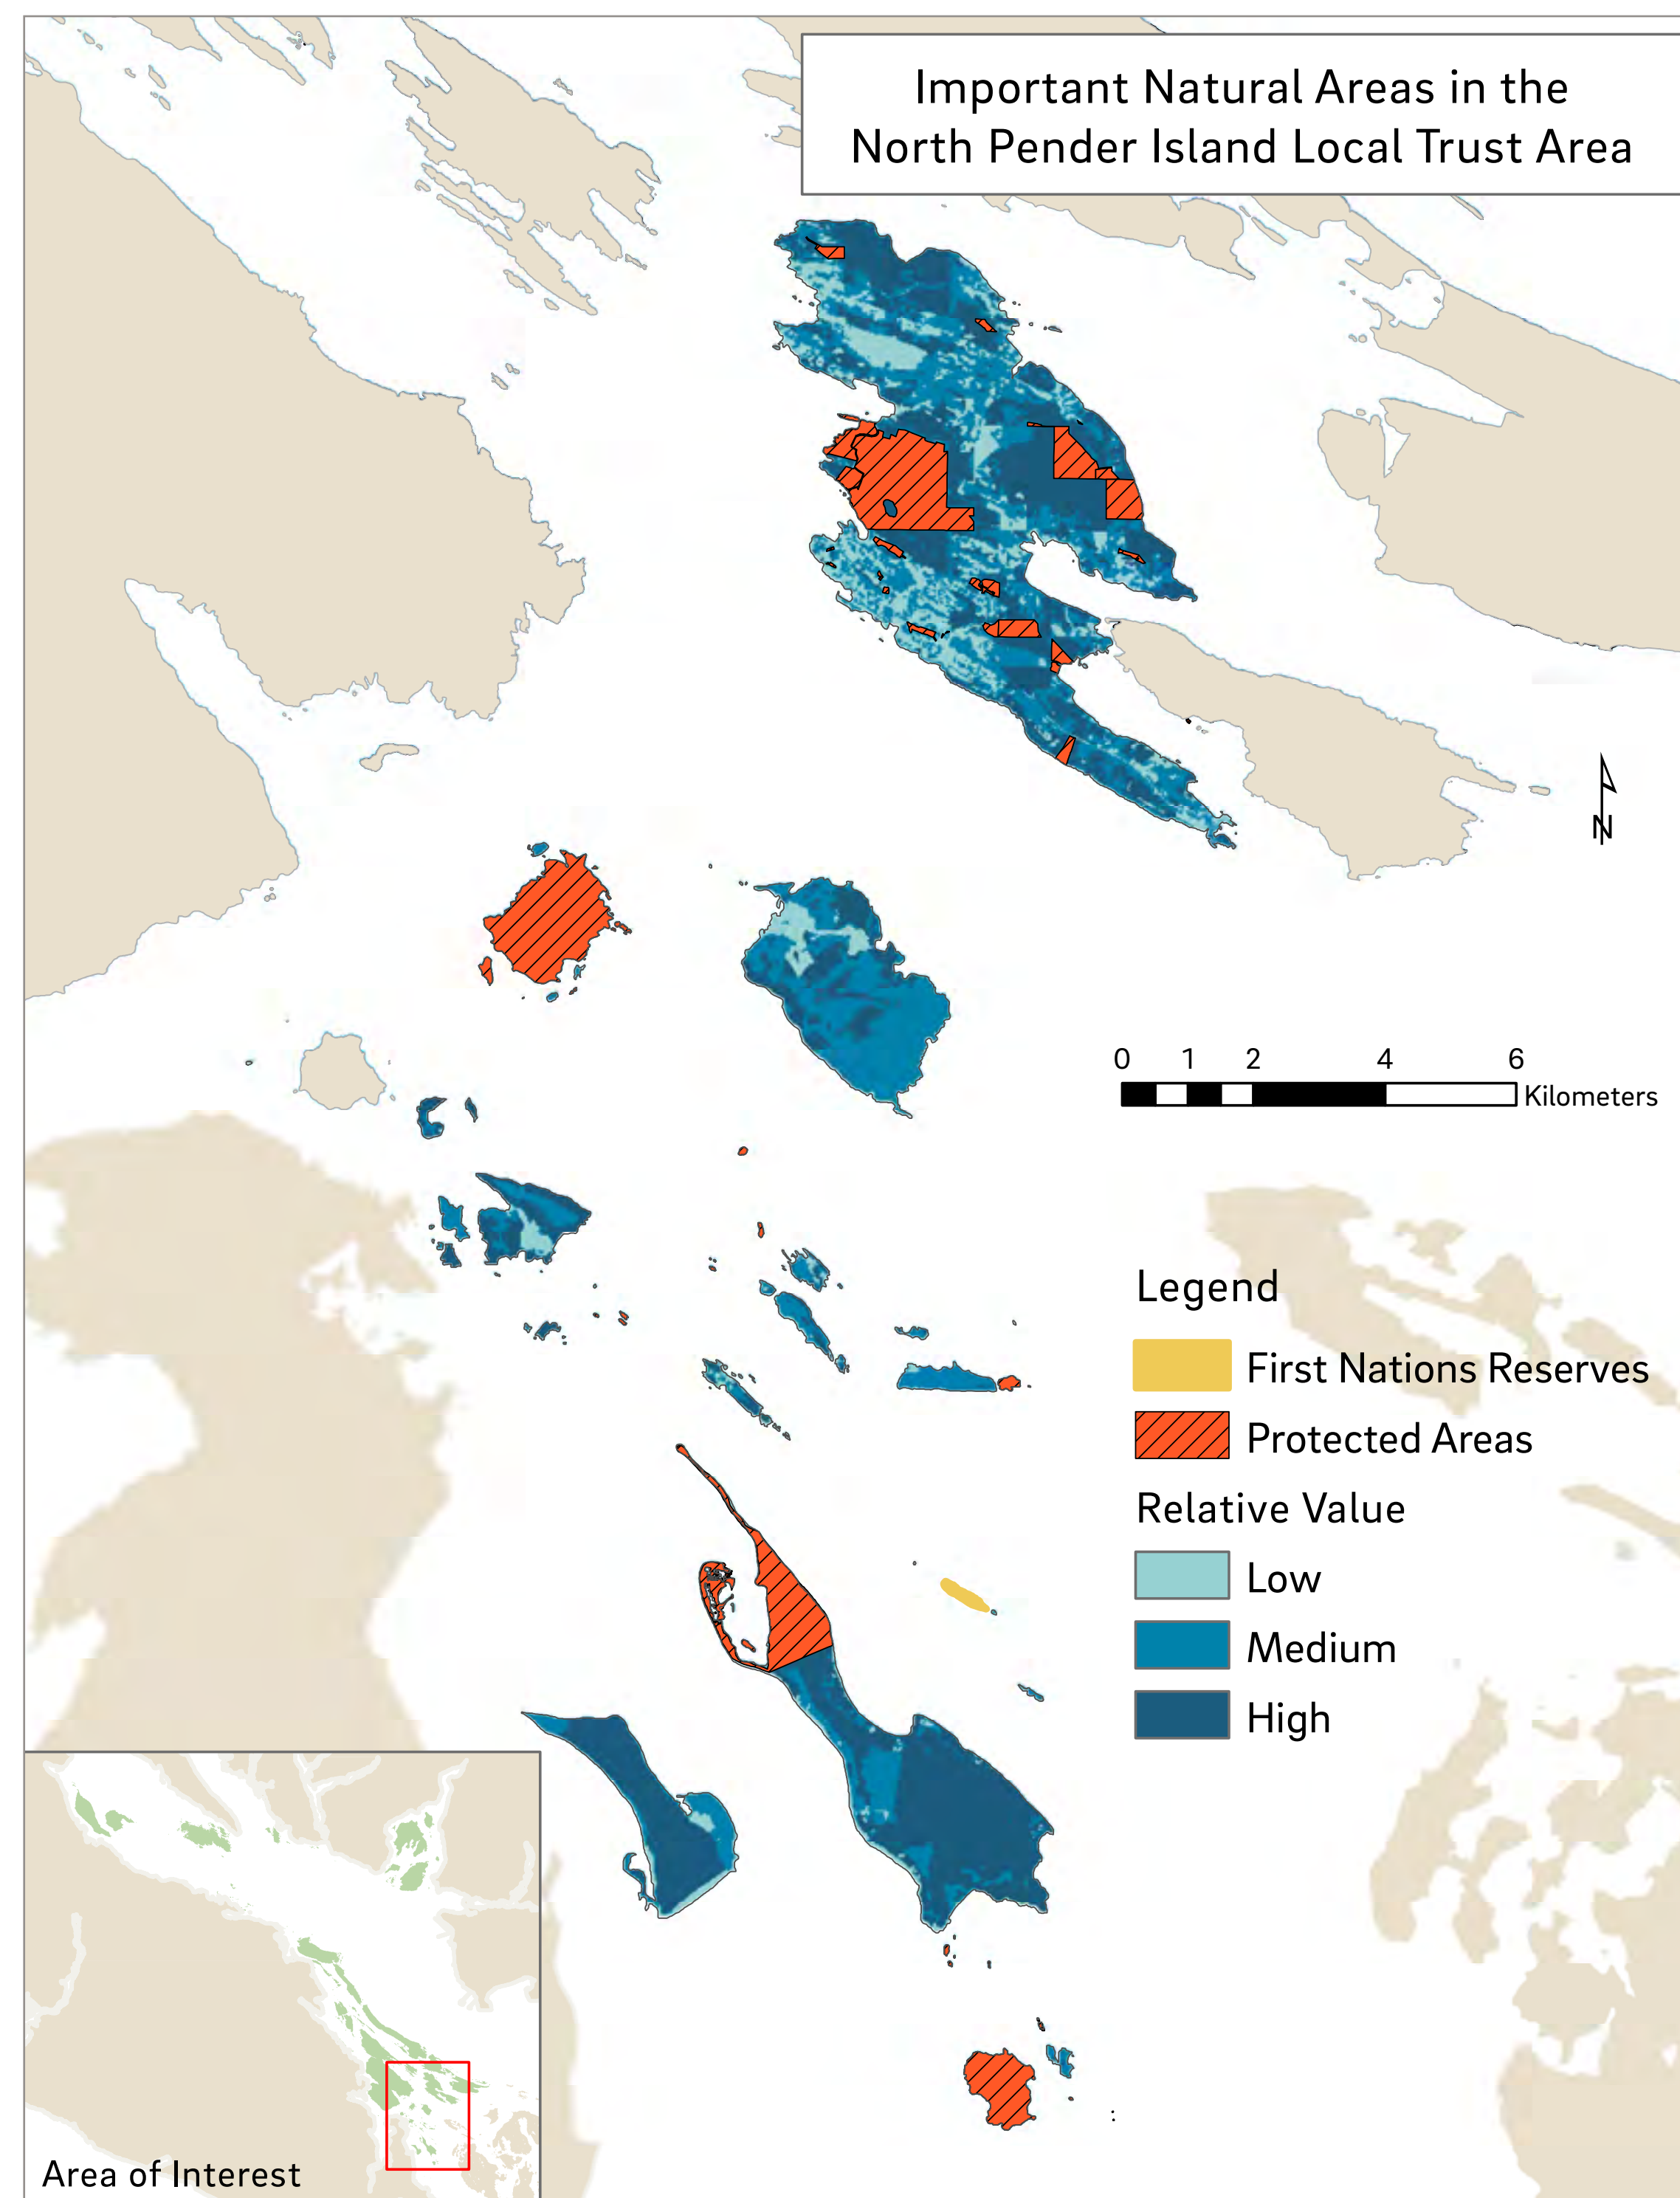 Important Natural Areas in the
North Pender Island Local Trust Area
N
0 1 2 4 6
Kilometers
Legend
First Nations Reserves
Protected Areas
Relative Value
Low
Medium
High
Area of Interest